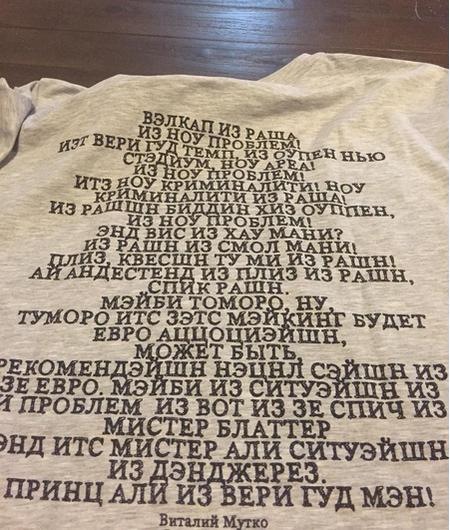 ВЭЛКАП ИЗ РАША
ИЗ НОУ ПРОБЛЕМ!
ИЭТ ВЕРИ ГУД ТЕМП, ИЗ ОУПЕН НЬЮ
СТЭДИУМ, НОУ АРЕА!
ИЗ НОУ ПРОБЛЕМ!
ИТЗ НОУ КРИМИНАЛИТИ! НОУ
КРИМИНАЛИТИ ИЗ РАША!
ИЗ РАШШН БИДДИН ХИЗ ОУППЕН,
ИЗ НОУ ПРОБЛЕМ!
ЭНД ВИС ИЗ ХАУ МАНИ?
ИЗ РАШН ИЗ СМОЛ МАНИ!
ПЛИЗ, КВЕСШН ТУ МИ ИЗ РАШН!
АЙ АНДЕСТЕНД ИЗ ПЛИЗ ИЗ РАШН,
СПИК РАШН.
МЭЙБИ ТОМОРО, НУ,
ТУМОРО ИТС ЗЭТС МЭЙКИНГ БУДЕТ
ЕВРО АЩЦОЦИЭЙШН,
МОЖЕТ БЫТЬ,
РЕКОМЕНДЭЙШН НЭЦНЛ СЭЙШН ИЗ
ЗЕ ЕВРО. МЭЙБИ ИЗ СИТУЭЙШН ИЗ
И ПРОБЛЕМ ИЗ ВОТ ИЗ ЗЕ СПИЧ ИЗ
МИСТЕР БЛАТТЕР
ЭНД ИТС МИСТЕР АЛИ СИТУЭЙШН
ИЗ ДЭНДЖЕРЕЗ.
ПРИНЦ АЛИ ИЗ ВЕРИ ГУД МЭН!
Виталий Мутко